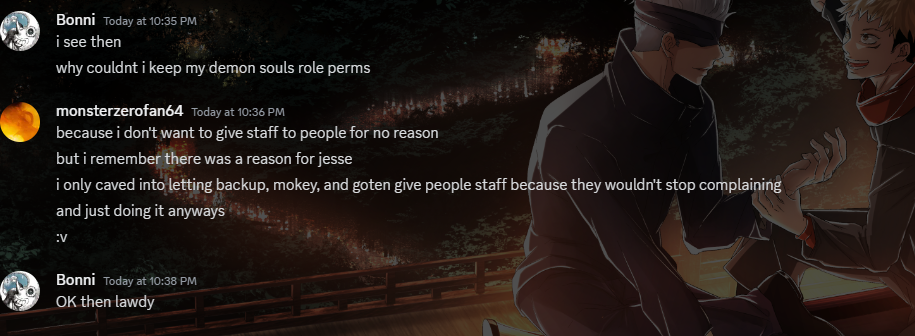 Bonni Today at 10:35 PM
i see then
why couldnt i keep my demon souls role perms
monsterzerofan64 Today at 10:36 PM
because i don't want to give staff to people for no reason
but i remember there was a reason for jesse
i only caved into letting backup, mokey, and goten give people staff because they wouldn't stop complaining
and just doing it anyways
:v
Bonni Today at 10:38 PM
OK then lawdy